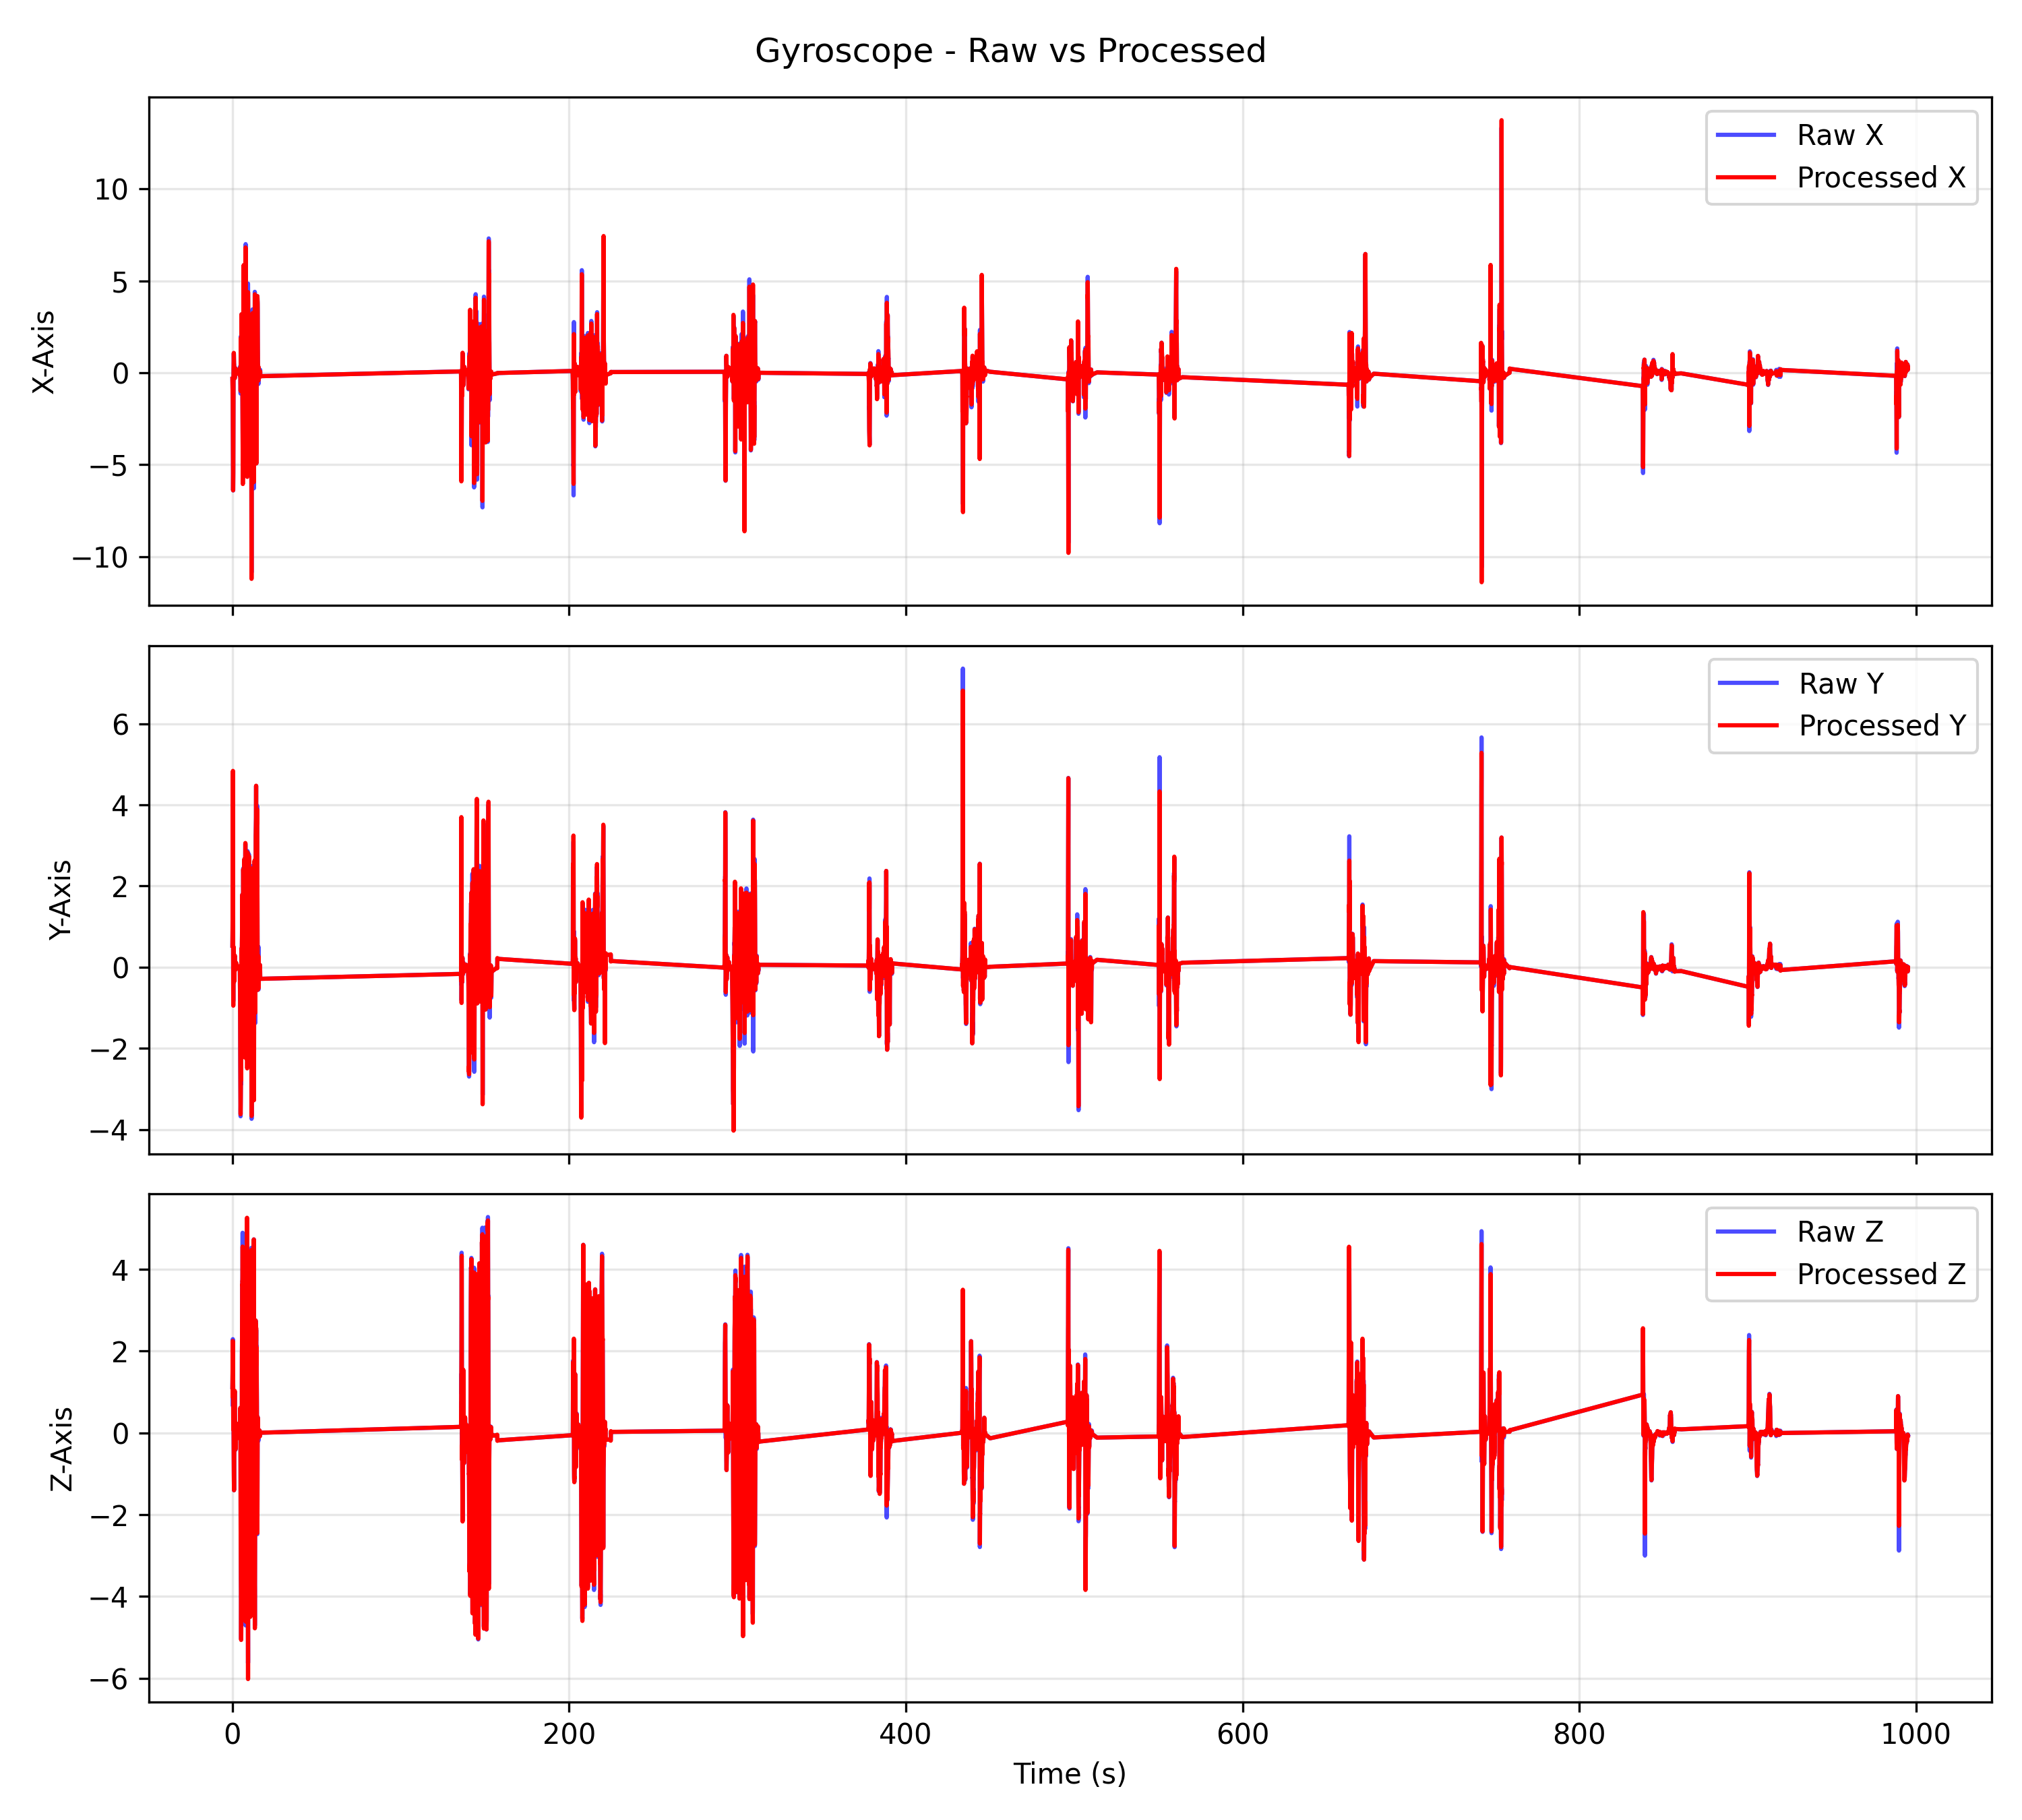 Gyroscope - Raw vs Processed
X-Axis
10
5
0
−5
−10
Raw X
Processed X
Y-Axis
6
4
2
0
−2
−4
Raw Y
Processed Y
Z-Axis
4
2
0
−2
−4
−6
Raw Z
Processed Z
0 200 400 600 800 1000
Time (s)